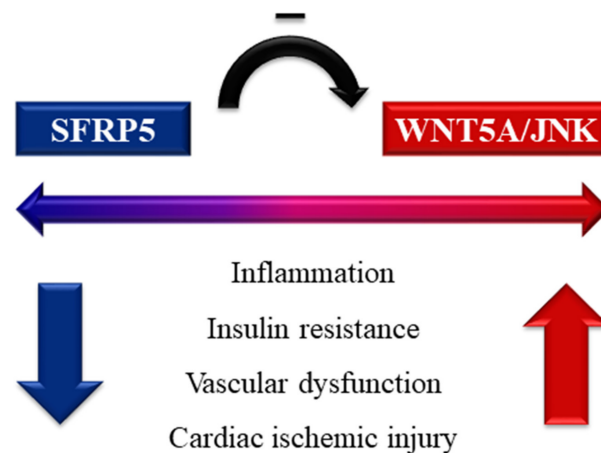 –
SFRP5
WNT5A/JNK
Inflammation
Insulin resistance
Vascular dysfunction
Cardiac ischemic injury